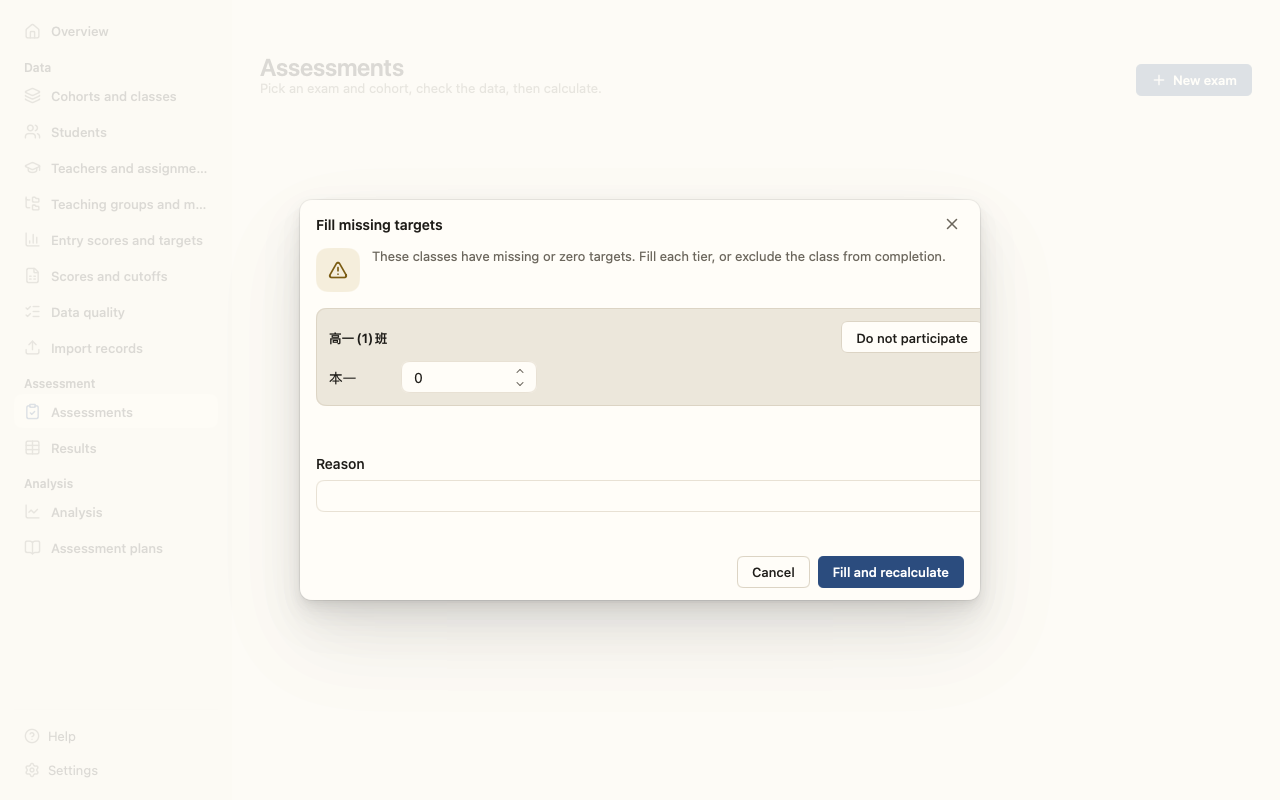 Overview
Data
Cohorts and classes
Students
Teachers and assignme...
Teaching groups and m...
Entry scores and targets
Scores and cutoffs
Data quality
Import records
Assessment
Assessments
Results
Analysis
Analysis
Assessment plans
Help
Settings
Assessments
Pick an exam and cohort, check the data, then calculate.
New exam
Fill missing targets
These classes have missing or zero targets. Fill each tier, or exclude the class from completion.
高一 (1) 班
Do not participate
本一
0
Reason
Cancel
Fill and recalculate